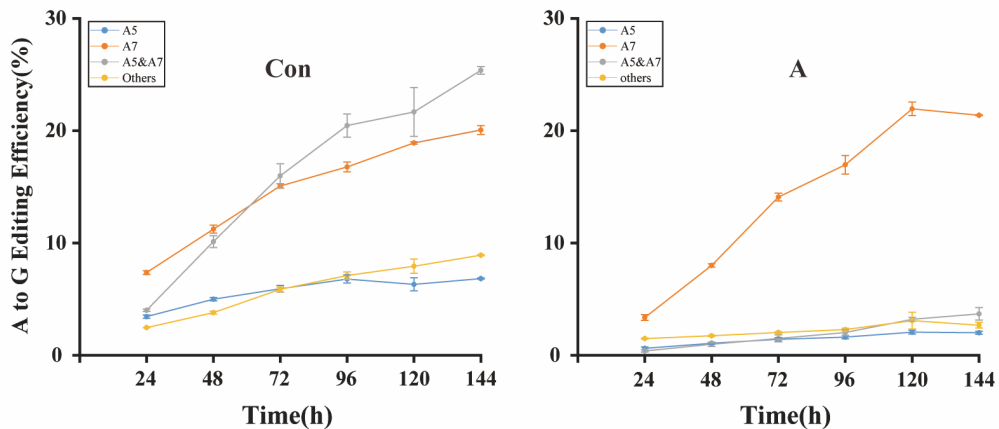 A to G Editing Efficiency(%)
30
20
10
0
A5
A7
A5&A7
Others
Con
24 48 72 96 120 144
Time(h)
30
20
10
0
A5
A7
A5&A7
others
A
24 48 72 96 120 144
Time(h)